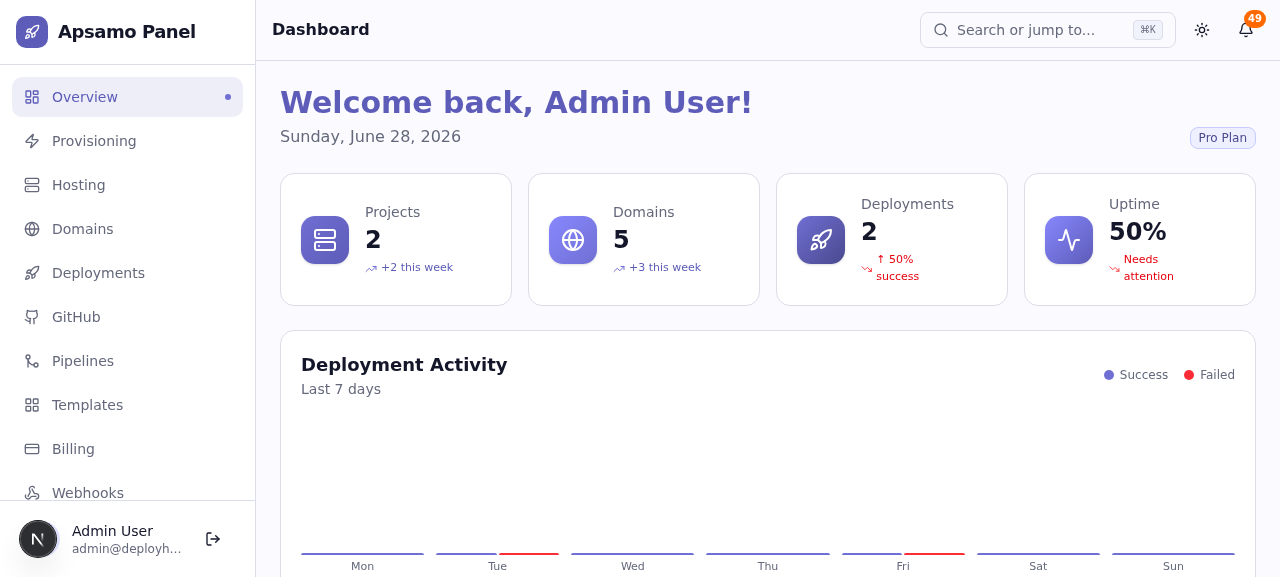 Apsamo Panel
Overview
Provisioning
Hosting
Domains
Deployments
GitHub
Pipelines
Templates
Billing
Webhooks
Admin User
admin@deployh...
Dashboard
Search or jump to...
⌘K
49
Welcome back, Admin User!
Sunday, June 28, 2026
Pro Plan
Projects
2
+2 this week
Domains
5
+3 this week
Deployments
2
↑ 50%
success
Uptime
50%
Needs
attention
Deployment Activity
Last 7 days
Success
Failed
Mon
Tue
Wed
Thu
Fri
Sat
Sun